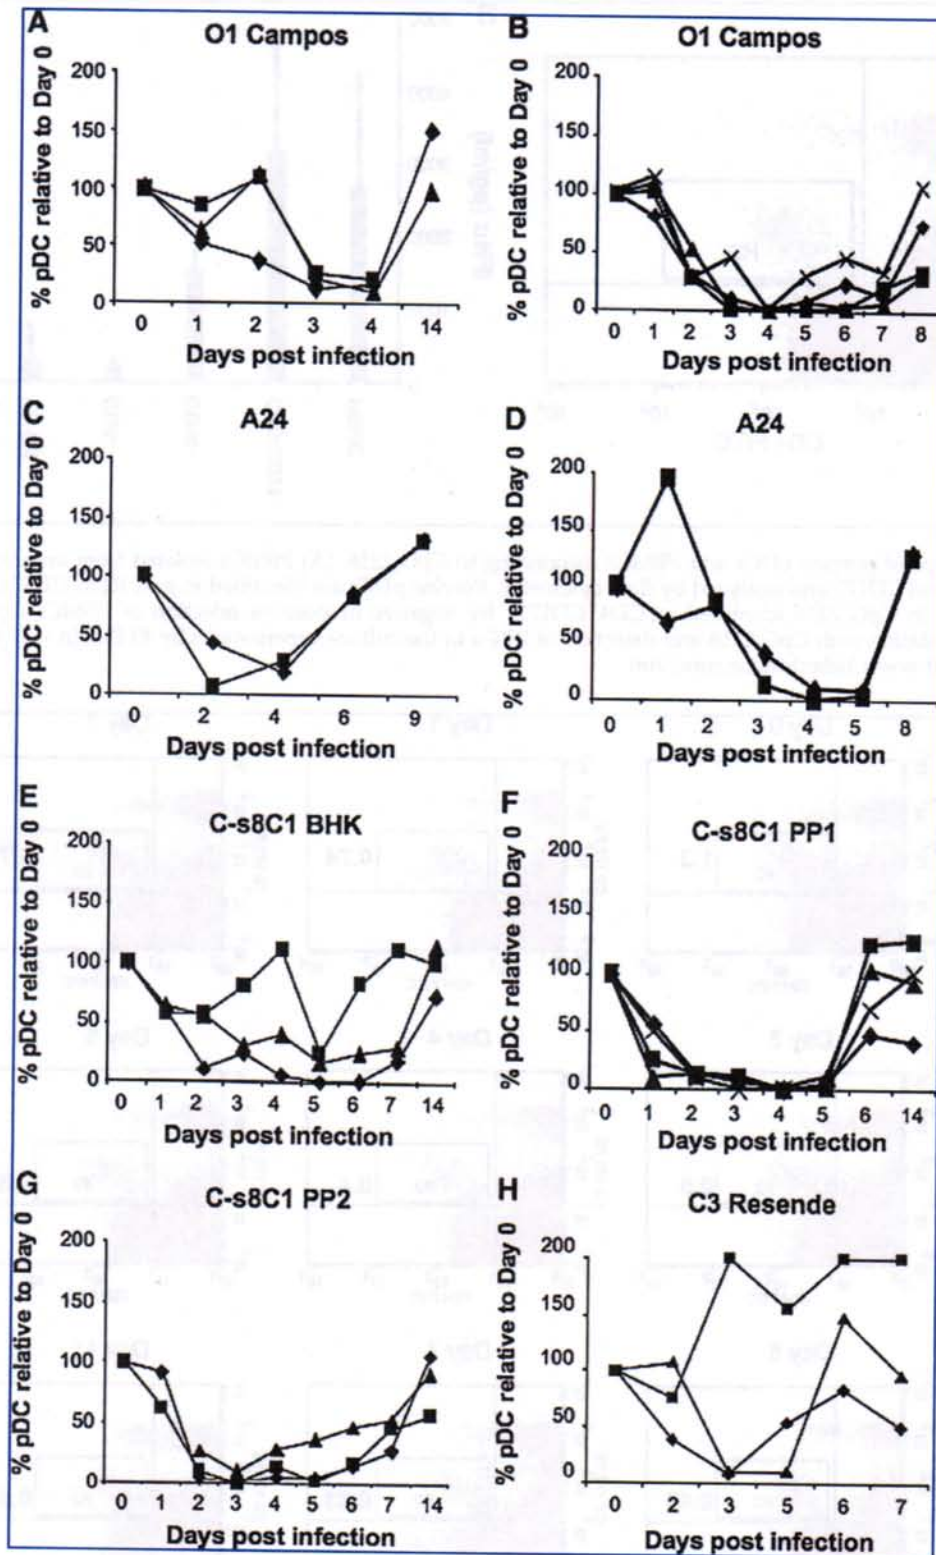 A
O1 Campos
% pDC relative to Day 0
200
150
100
50
0
0 1 2 3 4 14
Days post infection
B
O1 Campos
% pDC relative to Day 0
200
150
100
50
0
0 1 2 3 4 5 6 7 8
Days post infection
C
A24
% pDC relative to Day 0
200
150
100
50
0
0 2 4 6 9
Days post infection
D
A24
% pDC relative to Day 0
200
150
100
50
0
0 1 2 3 4 5 8
Days post infection
E
C-s8C1 BHK
% pDC relative to Day 0
200
150
100
50
0
0 1 2 3 4 5 6 7 14
Days post infection
F
C-s8C1 PP1
% pDC relative to Day 0
200
150
100
50
0
0 1 2 3 4 5 6 14
Days post infection
G
C-s8C1 PP2
% pDC relative to Day 0
200
150
100
50
0
0 1 2 3 4 5 6 7 14
Days post infection
H
C3 Resende
% pDC relative to Day 0
200
150
100
50
0
0 2 3 5 6 7
Days post infection